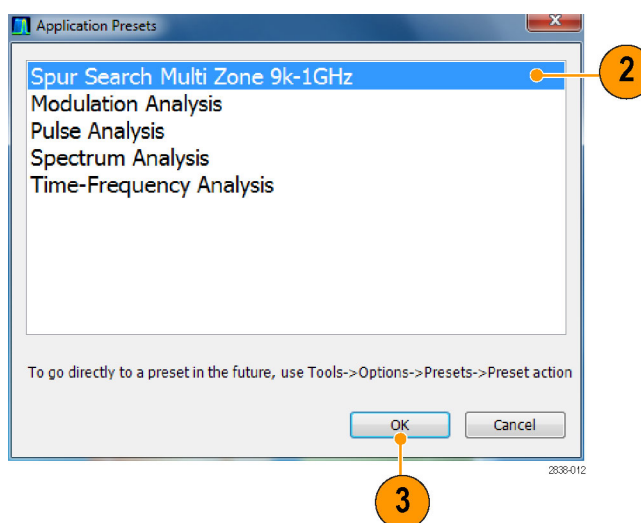 Application Presets
Spur Search Multi Zone 9k-1GHz
2
Modulation Analysis
Pulse Analysis
Spectrum Analysis
Time-Frequency Analysis
To go directly to a preset in the future, use Tools->Options->Presets->Preset action
OK
Cancel
2838-012
3